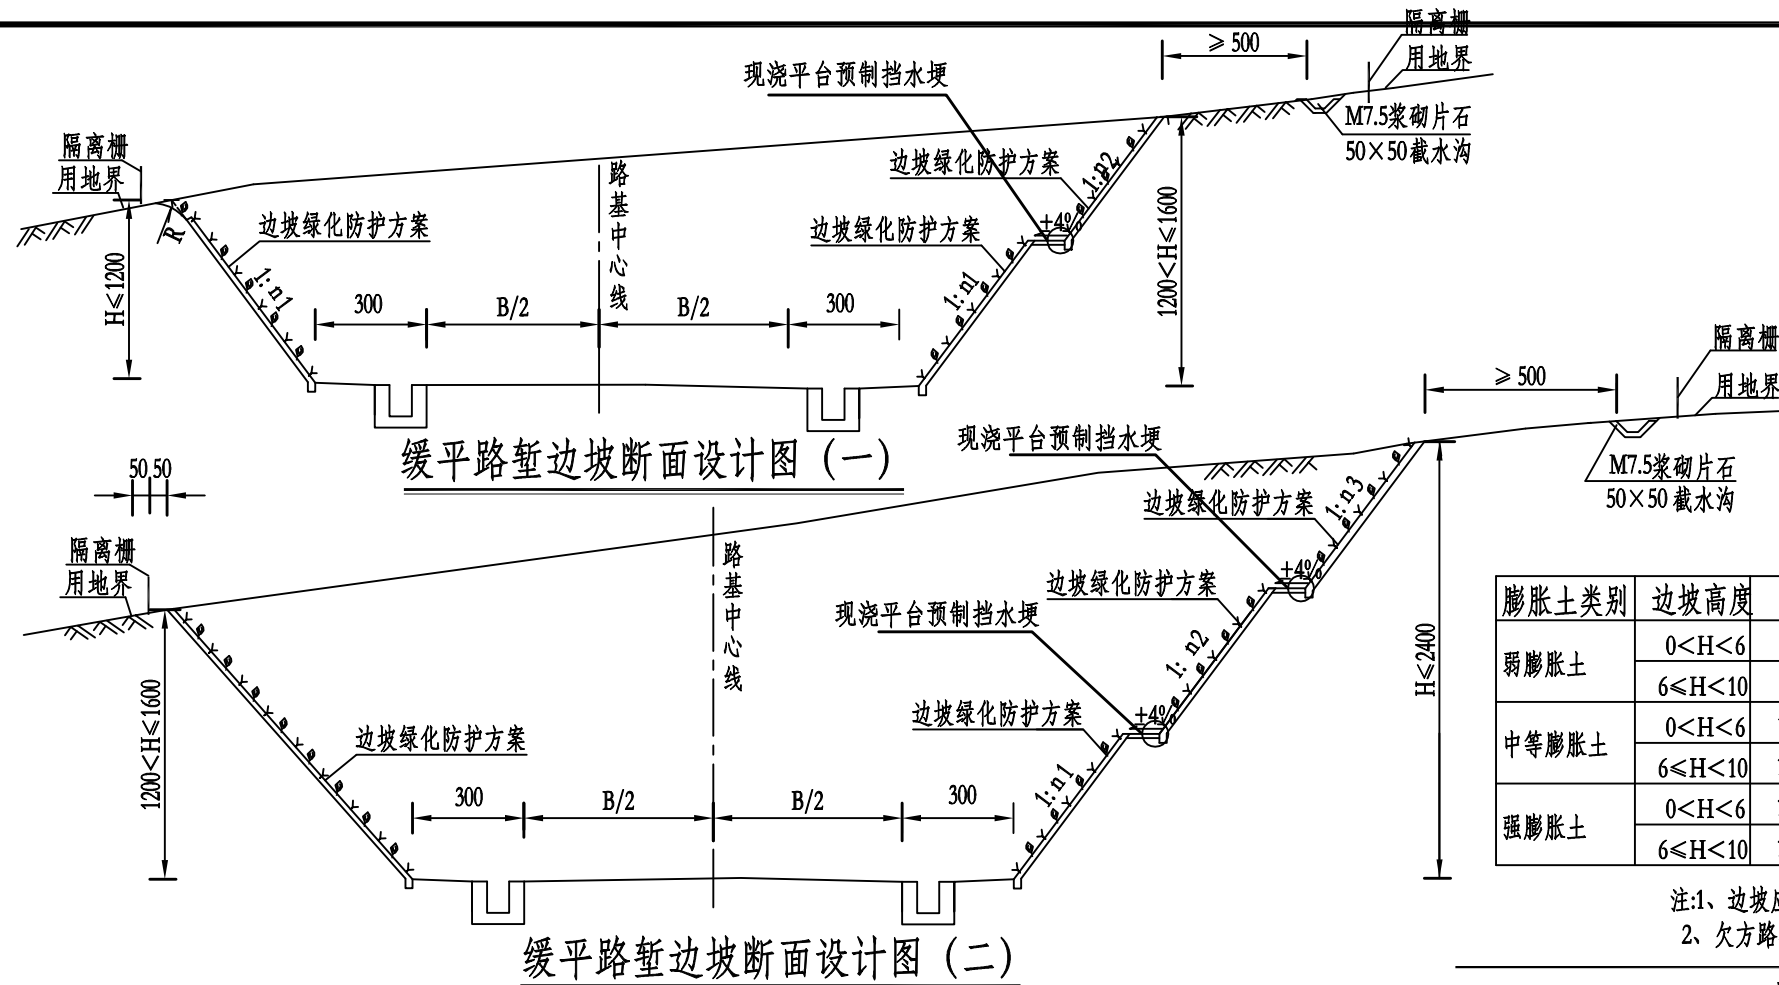 隔离栅
用地界
≥500
现浇平台预制挡水埂
M7.5浆砌片石
50×50截水沟
隔离栅
用地界
边坡绿化防护方案
1:n2
路基中心线
R
边坡绿化防护方案
边坡绿化防护方案
+4%
H≤1200
1:n1
1:n1
1200<H≤1600
300
B/2
B/2
300
缓平路堑边坡断面设计图（一）
隔离栅
用地界
≥500
现浇平台预制挡水埂
M7.5浆砌片石
50×50截水沟
50 50
边坡绿化防护方案
1:n3
隔离栅
用地界
路基中心线
+4%
边坡绿化防护方案
现浇平台预制挡水埂
1: n2
H≤2400
1200<H≤1600
边坡绿化防护方案
边坡绿化防护方案
+4%
1:n1
300
B/2
B/2
300
缓平路堑边坡断面设计图（二）
膨胀土类别 边坡高度
弱膨胀土 0<H<6
6≤H<10
中等膨胀土 0<H<6
6≤H<10
强膨胀土 0<H<6
6≤H<10
注:1、边坡
2、欠方路